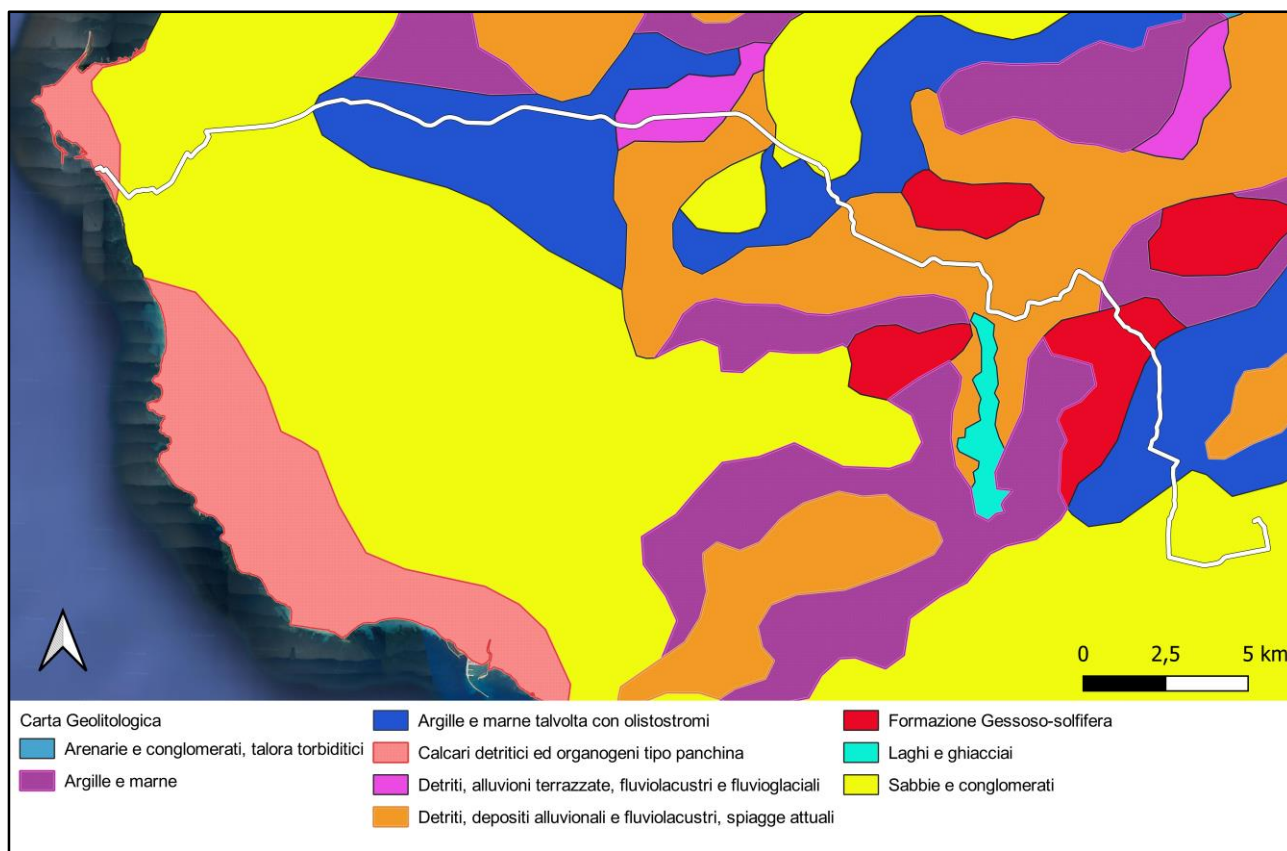 0 2,5 5 km
Carta Geolitologica
Arenarie e conglomerati, talora torbiditici
Argille e marne
Argille e marne talvolta con olistostromi
Calcari detritici ed organogeni tipo panchina
Detriti, alluvioni terrazzate, fluviolacustri e fluvioglaciali
Detriti, depositi alluvionali e fluviolacustri, spiagge attuali
Formazione Gessoso-solfifera
Laghi e ghiacciai
Sabbie e conglomerati